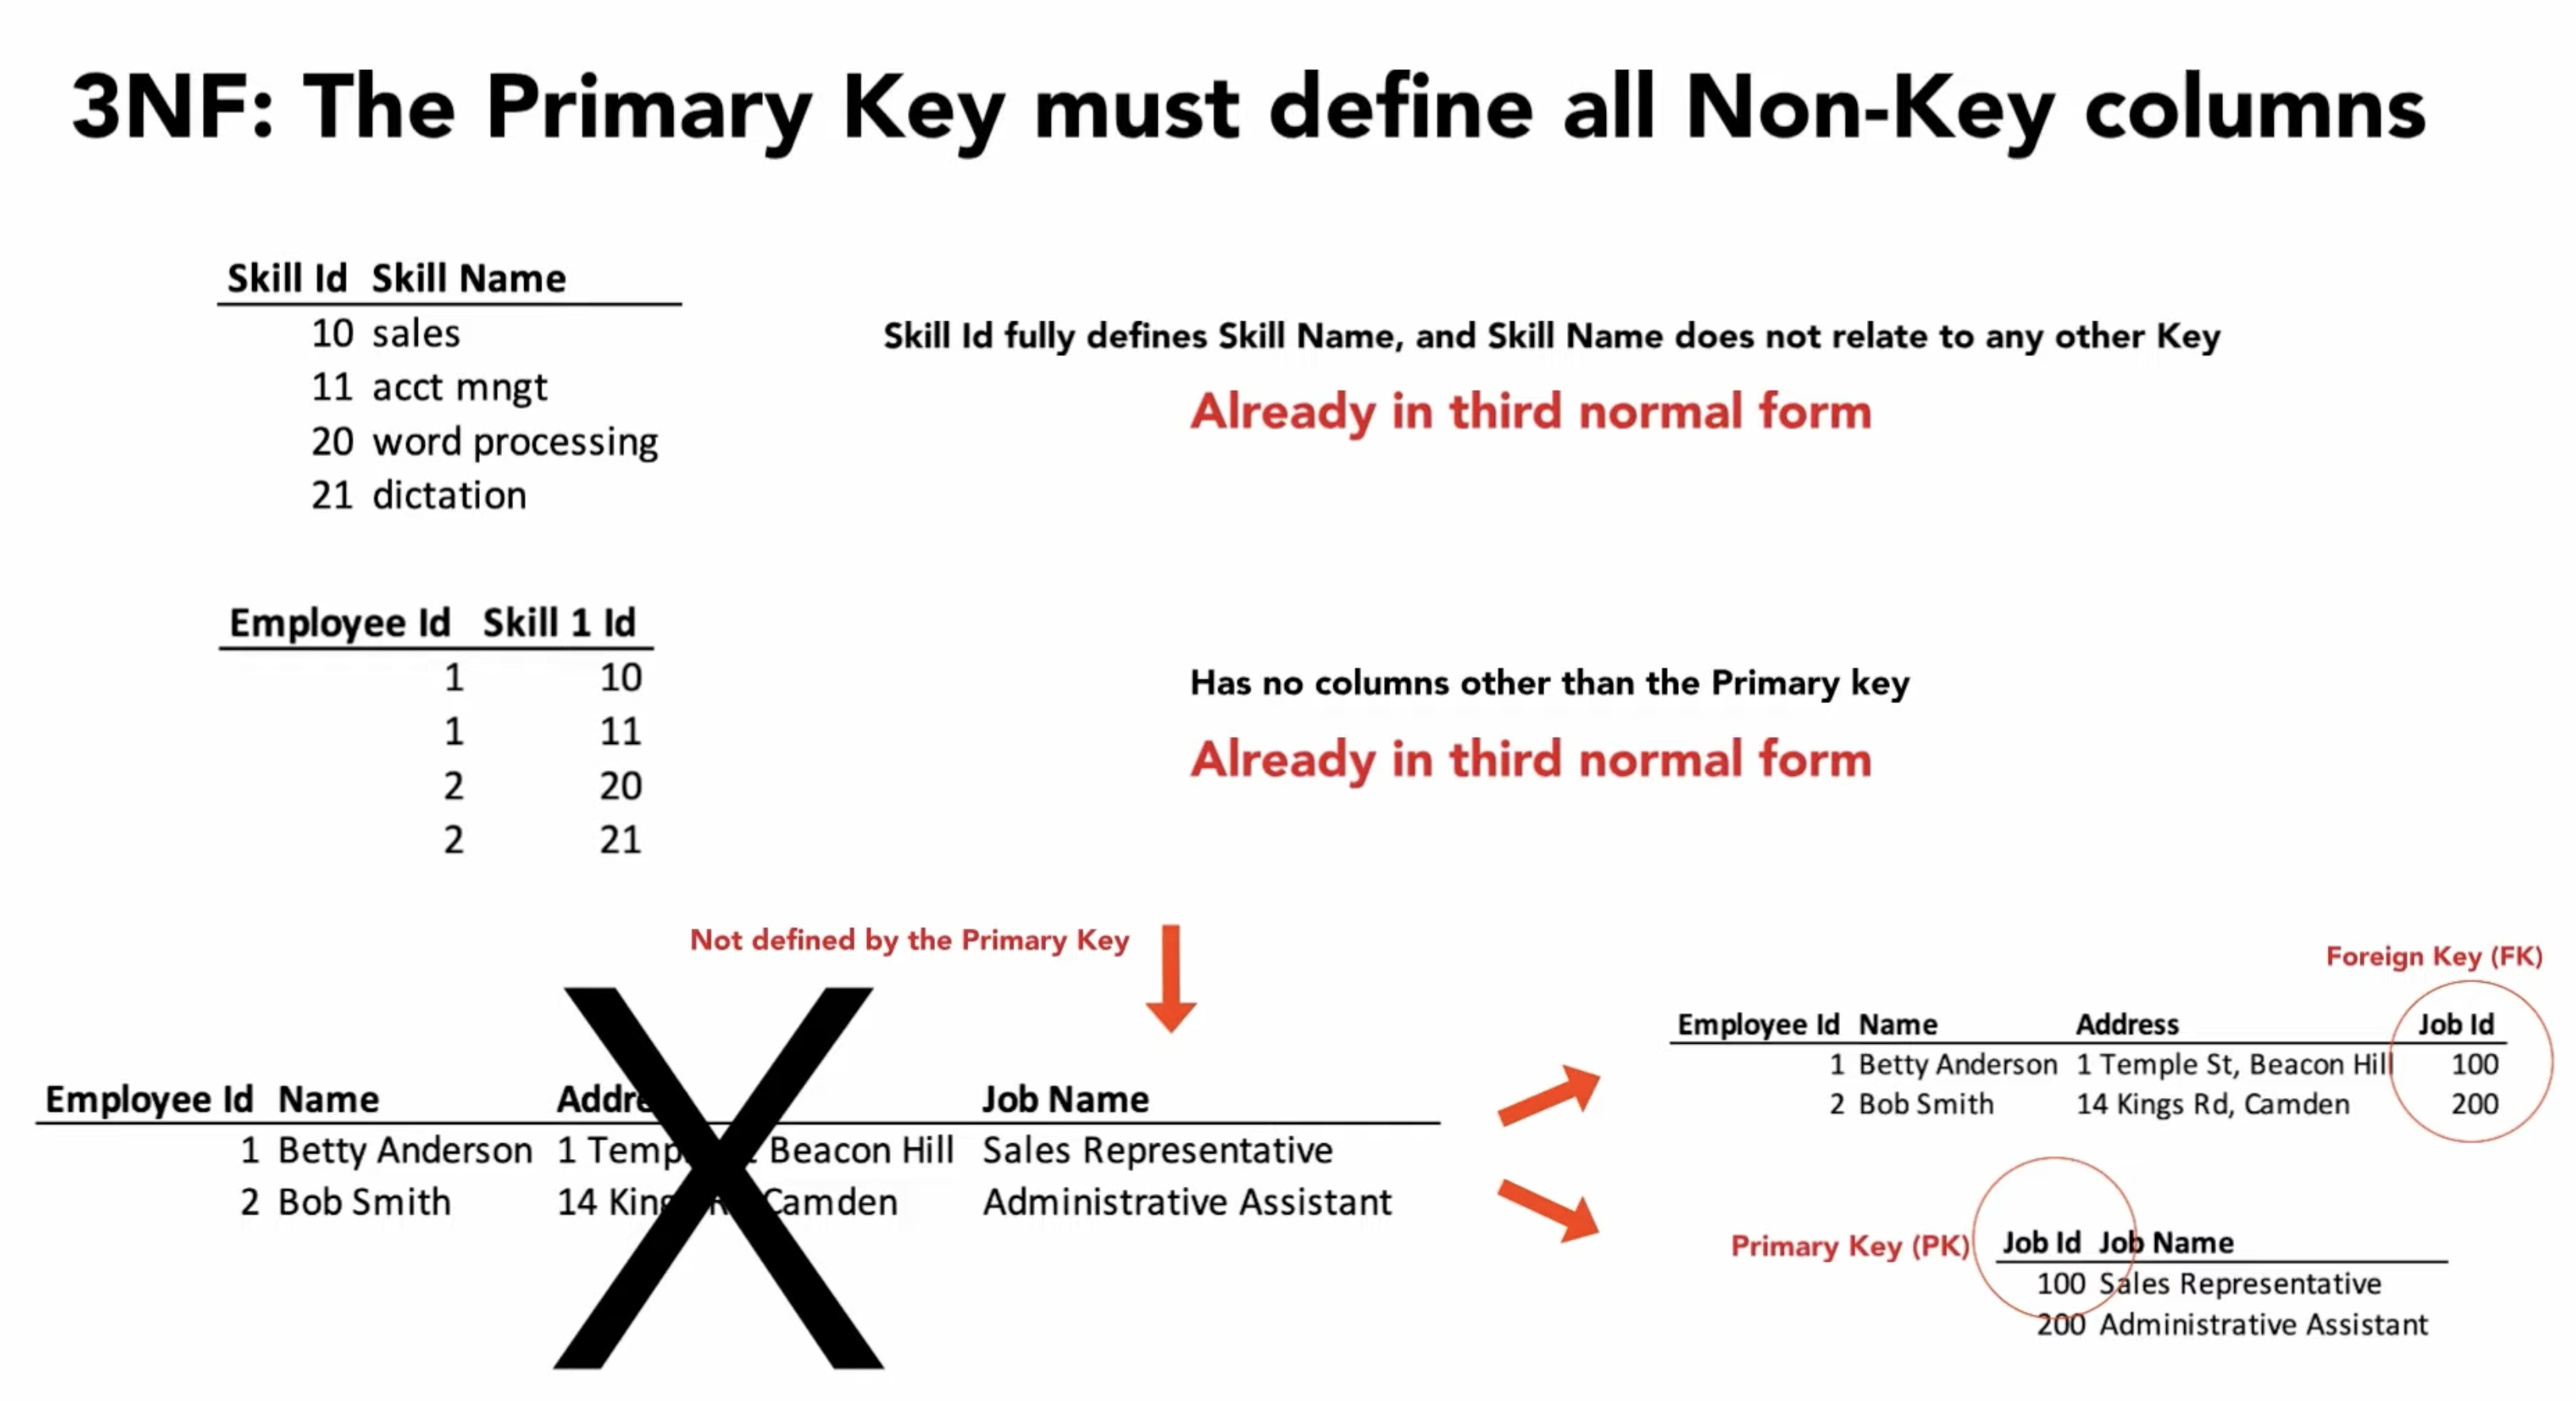 3NF: The Primary Key must define all Non-Key columns
Skill Id Skill Name
10 sales
11 acct mngt
20 word processing
21 dictation
Skill Id fully defines Skill Name, and Skill Name does not relate to any other Key
Already in third normal form
Employee Id Skill 1 Id
1 10
1 11
2 20
2 21
Has no columns other than the Primary key
Already in third normal form
Not defined by the Primary Key
Employee Id Name Job Name
1 Betty Anderson 1 Beacon Hill Sales Representative
2 Bob Smith 14 Camden Administrative Assistant
X
Foreign Key (FK)
Employee Id Name Address Job Id
1 Betty Anderson 1 Temple St, Beacon Hill 100
2 Bob Smith 14 Kings Rd, Camden 200
Primary Key (PK)
Job Id Job Name
100 Sales Representative
200 Administrative Assistant